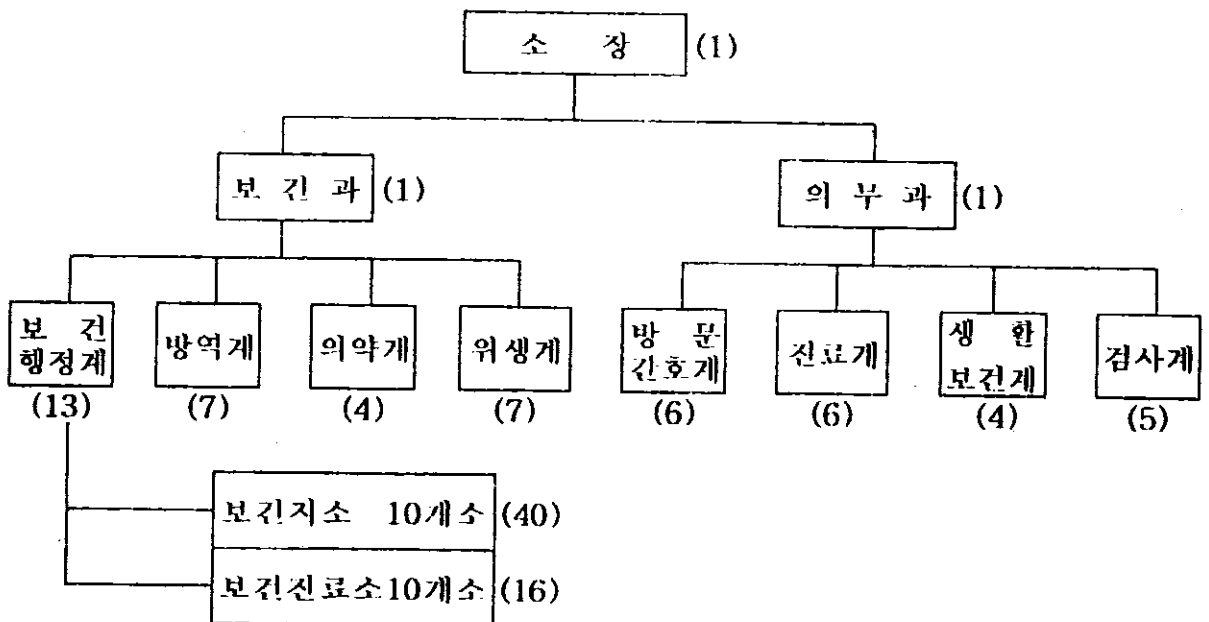 소 장 (1)
보 건 과 (1)
의 무 과 (1)
보 건
행정계
(13)
방역계
(7)
의약계
(4)
위생계
(7)
방 문
간호계
(6)
진료계
(6)
생 활
보건계
(4)
검사계
(5)
보건지소 10개소 (40)
보건진료소10개소 (16)